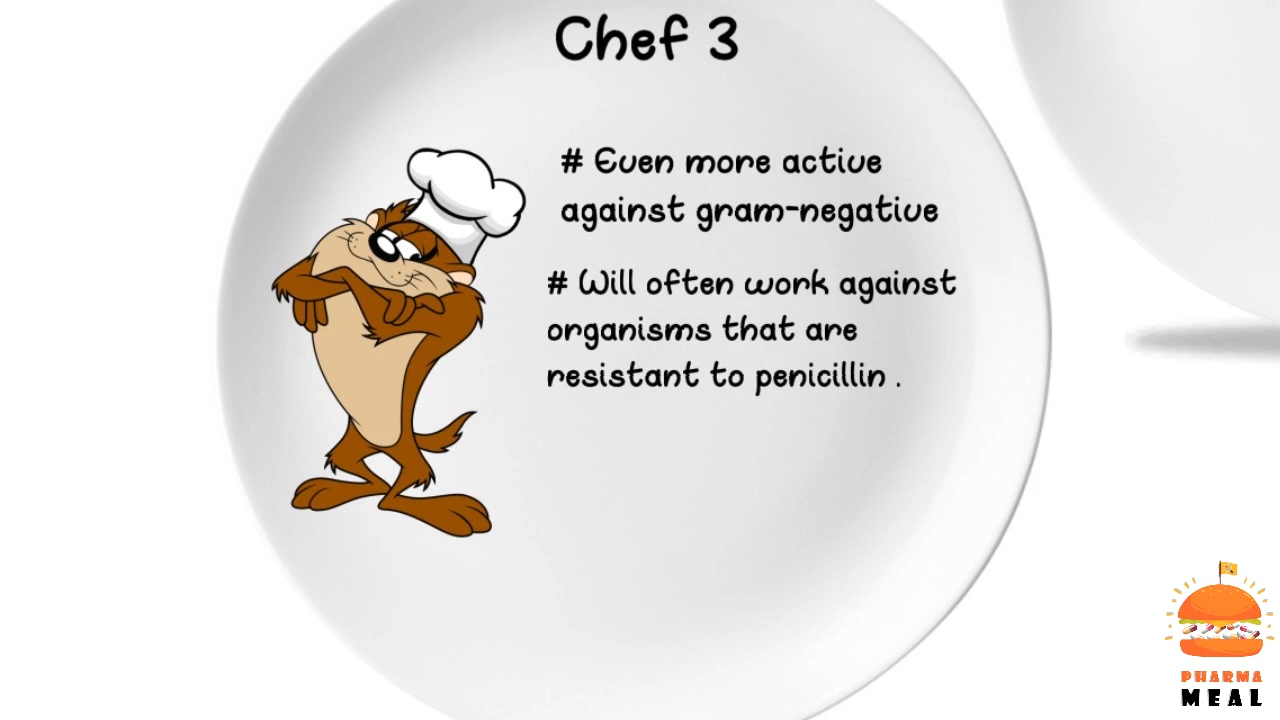 Chef 3
# Even more active
against gram-negative
# Will often work against
organisms that are
resistant to penicillin .
PHARMA
MEAL